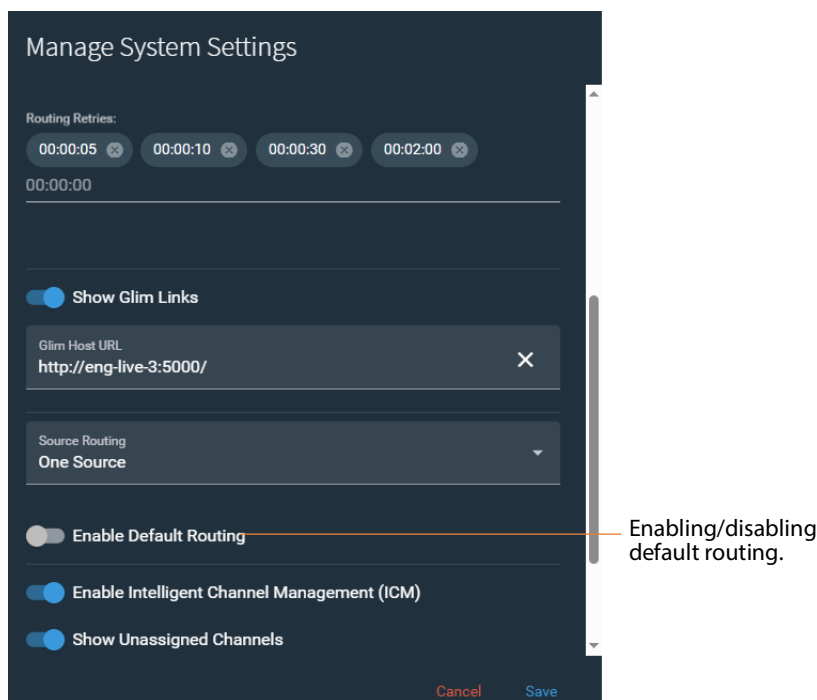 Manage System Settings
Routing Retries:
00:00:05 00:00:10 00:00:30 00:02:00
00:00:00
Show Glim Links
Glim Host URL
http://eng-live-3:5000/
Source Routing
One Source
Enable Default Routing
Enabling/disabling
default routing.
Enable Intelligent Channel Management (ICM)
Show Unassigned Channels
Cancel Save